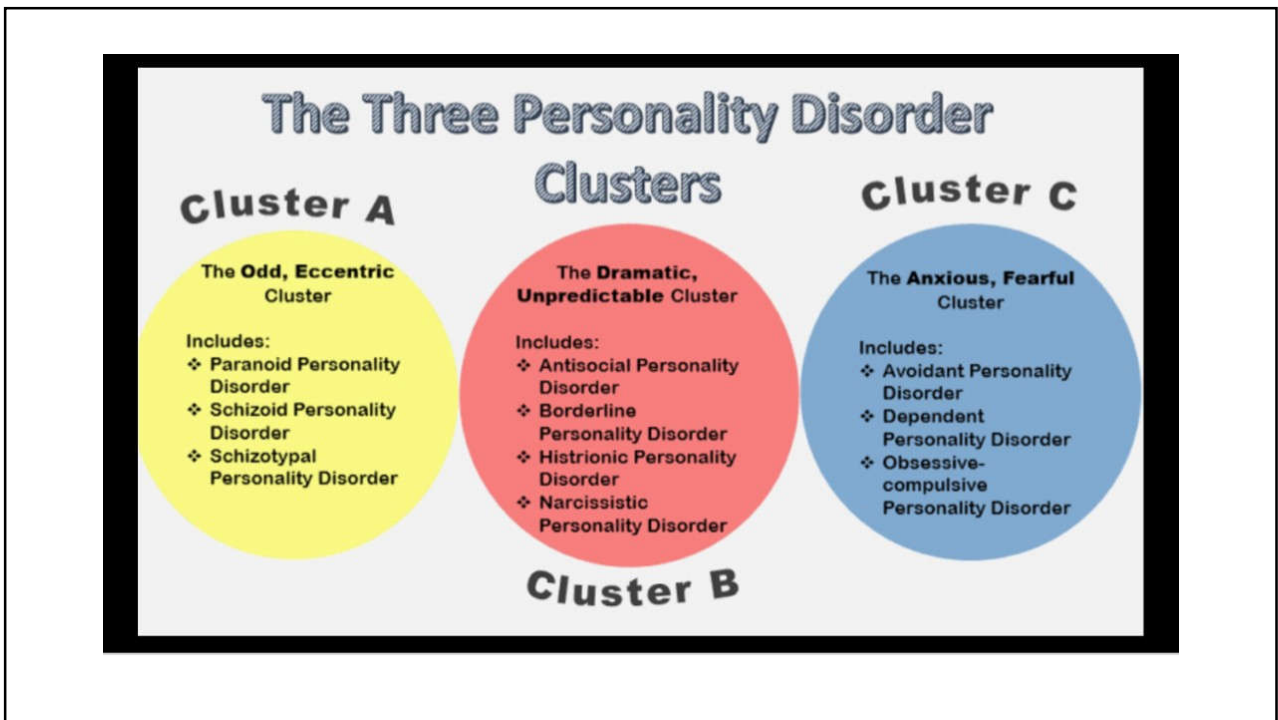 The Three Personality Disorder
Clusters
Cluster A
The Odd, Eccentric
Cluster
Includes:
❖ Paranoid Personality
Disorder
❖ Schizoid Personality
Disorder
❖ Schizotypal
Personality Disorder
The Dramatic,
Unpredictable Cluster
Includes:
❖ Antisocial Personality
Disorder
❖ Borderline
Personality Disorder
❖ Histrionic Personality
Disorder
❖ Narcissistic
Personality Disorder
Cluster B
Cluster C
The Anxious, Fearful
Cluster
Includes:
❖ Avoidant Personality
Disorder
❖ Dependent
Personality Disorder
❖ Obsessive-
compulsive
Personality Disorder